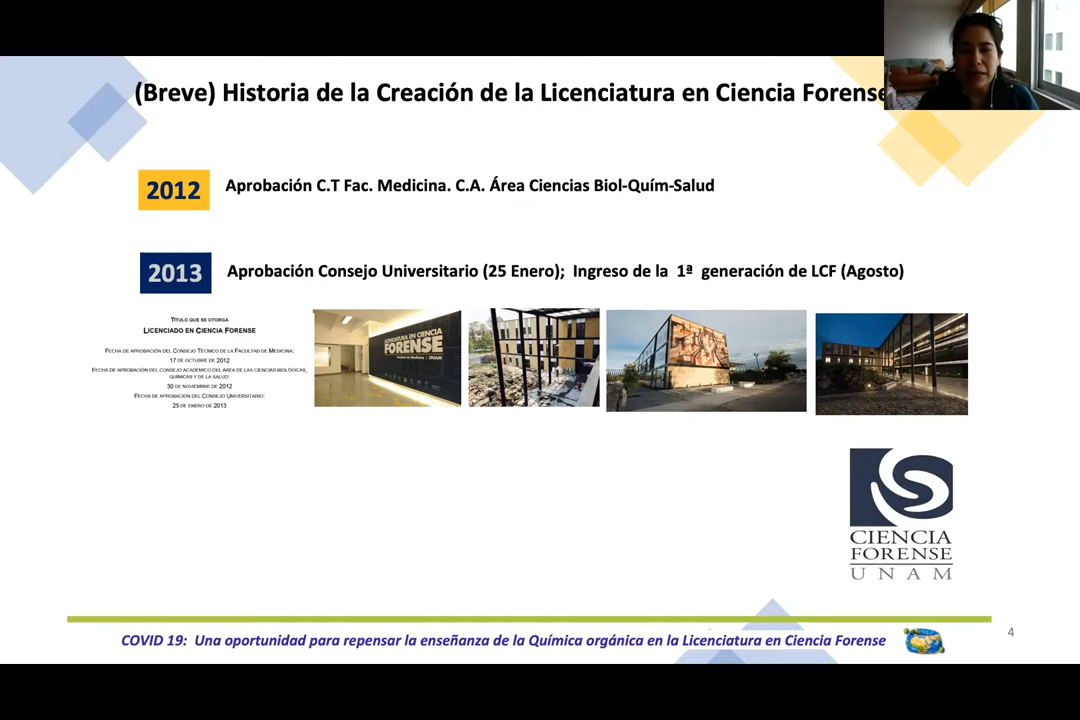 (Breve) Historia de la Creación de la Licenciatura en Ciencia Forense
2012
Aprobación C.T Fac. Medicina. C.A. Área Ciencias Biol-Quím-Salud
2013
Aprobación Consejo Universitario (25 Enero);  Ingreso de la  1ª  generación de LCF (Agosto)
TÍTULO QUE SE OTORGA
LICENCIADO EN CIENCIA FORENSE
FECHA DE APROBACIÓN DEL CONSEJO TÉCNICO DE LA FACULTAD DE MEDICINA:
17 DE OCTUBRE DE 2012
FECHA DE APROBACIÓN DEL CONSEJO ACADÉMICO DEL ÁREA DE LAS CIENCIAS BIOLÓGICAS,
QUÍMICAS Y DE LA SALUD:
30 DE NOVIEMBRE DE 2012
FECHA DE APROBACIÓN DEL CONSEJO UNIVERSITARIO:
25 DE ENERO DE 2013
LICENCIATURA EN CIENCIA
FORENSE
Facultad de Medicina | UNAM
CIENCIA
FORENSE
UNAM
COVID 19:  Una oportunidad para repensar la enseñanza de la Química orgánica en la Licenciatura en Ciencia Forense
4